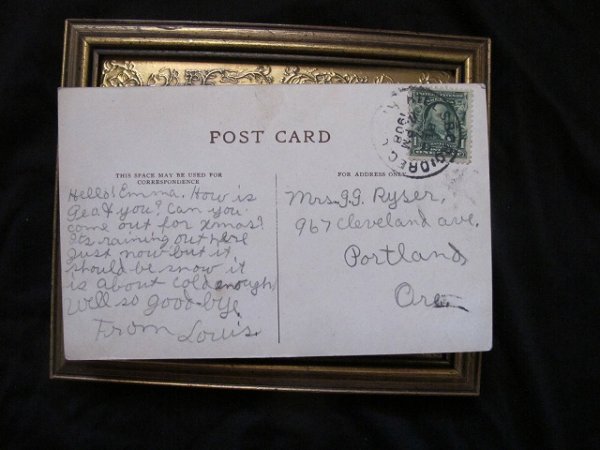 POST CARD
THIS SPACE MAY BE USED FOR
CORRESPONDENCE
Hello! Emma. How is
you? Can you
come out for xmas?
Its raining out here
Just now but it
should be snow it
is about cold enough
Well so good-bye
From Louis.
FOR ADDRESS ONLY
Mrs. J.G. Ryser,
967 Cleveland ave.
Portland
Ore.
1908